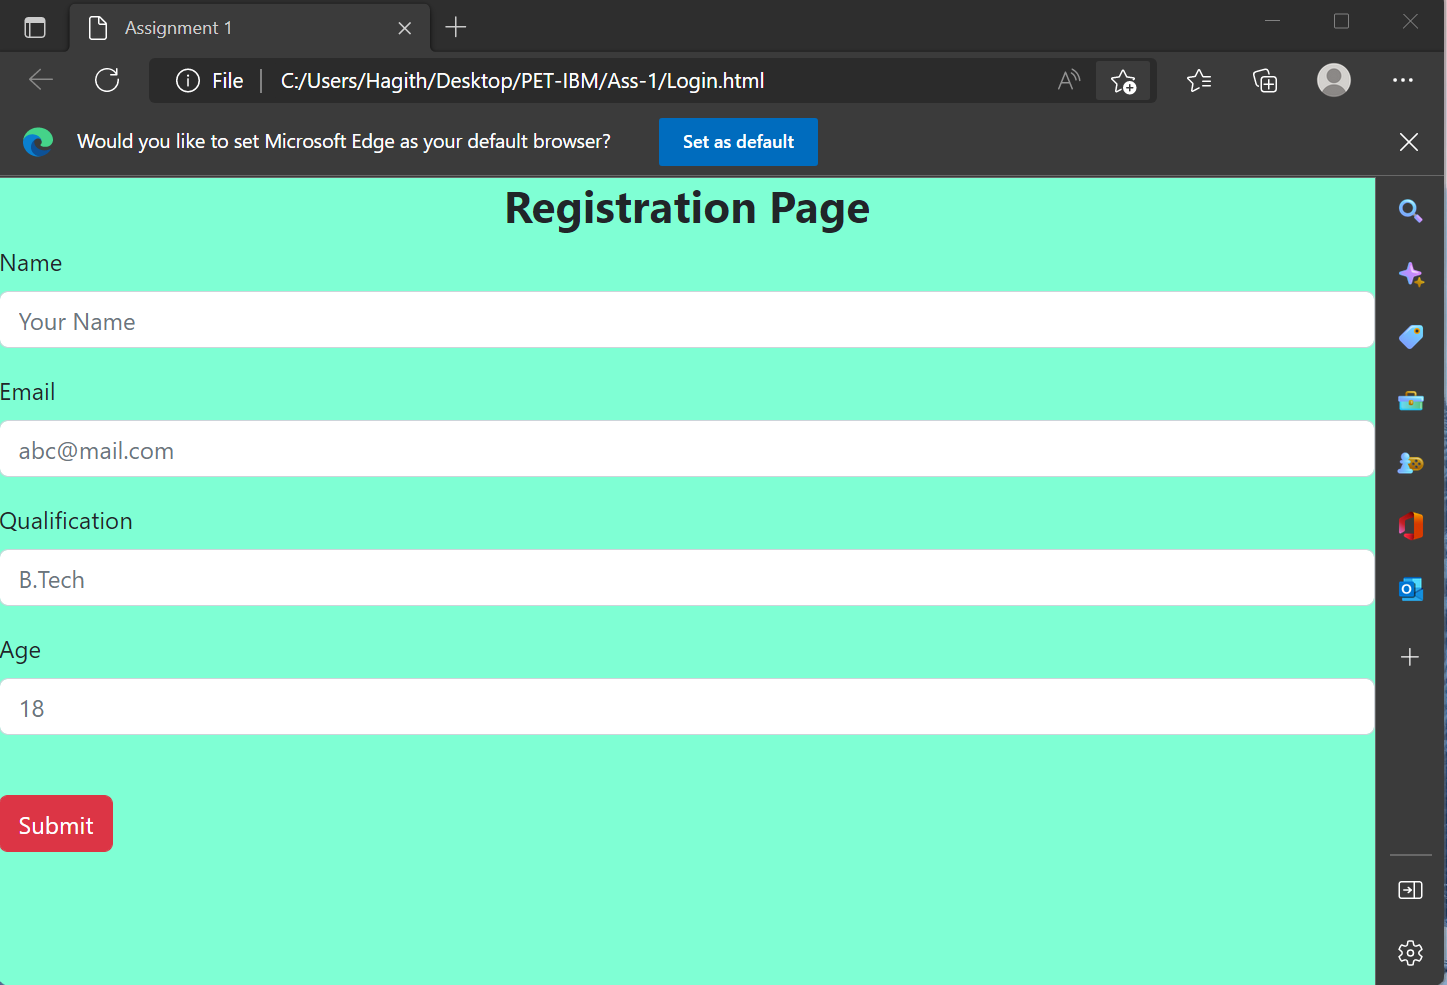 Assignment 1
File
C:/Users/Hagith/Desktop/PET-IBM/Ass-1/Login.html
Would you like to set Microsoft Edge as your default browser?
Set as default
Registration Page
Name
Your Name
Email
abc@mail.com
Qualification
B.Tech
Age
18
Submit